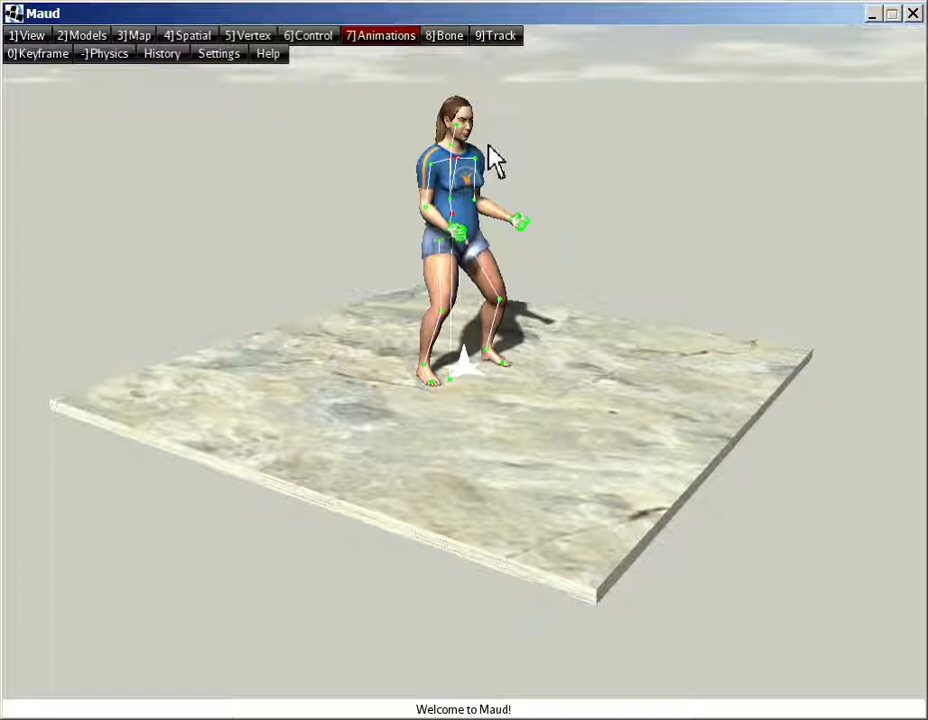 Maud
1]View 2]Models 3]Map 4]Spatial 5]Vertex 6]Control 7]Animations 8]Bone 9]Track
0]Keyframe -]Physics History Settings Help
Welcome to Maud!